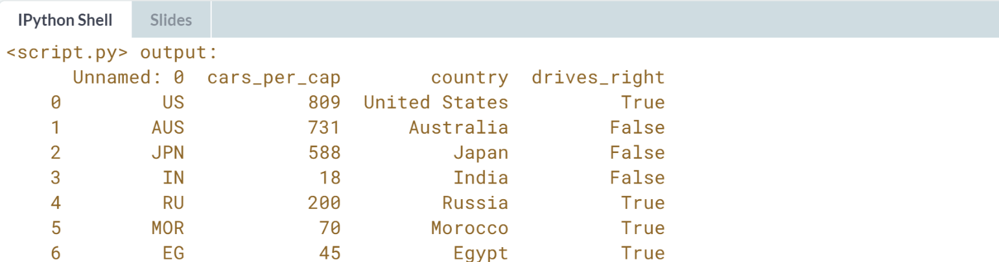 IPython Shell Slides
<script.py> output:
Unnamed: 0 cars_per_cap country drives_right
0 US 809 United States True
1 AUS 731 Australia False
2 JPN 588 Japan False
3 IN 18 India False
4 RU 200 Russia True
5 MOR 70 Morocco True
6 EG 45 Egypt True